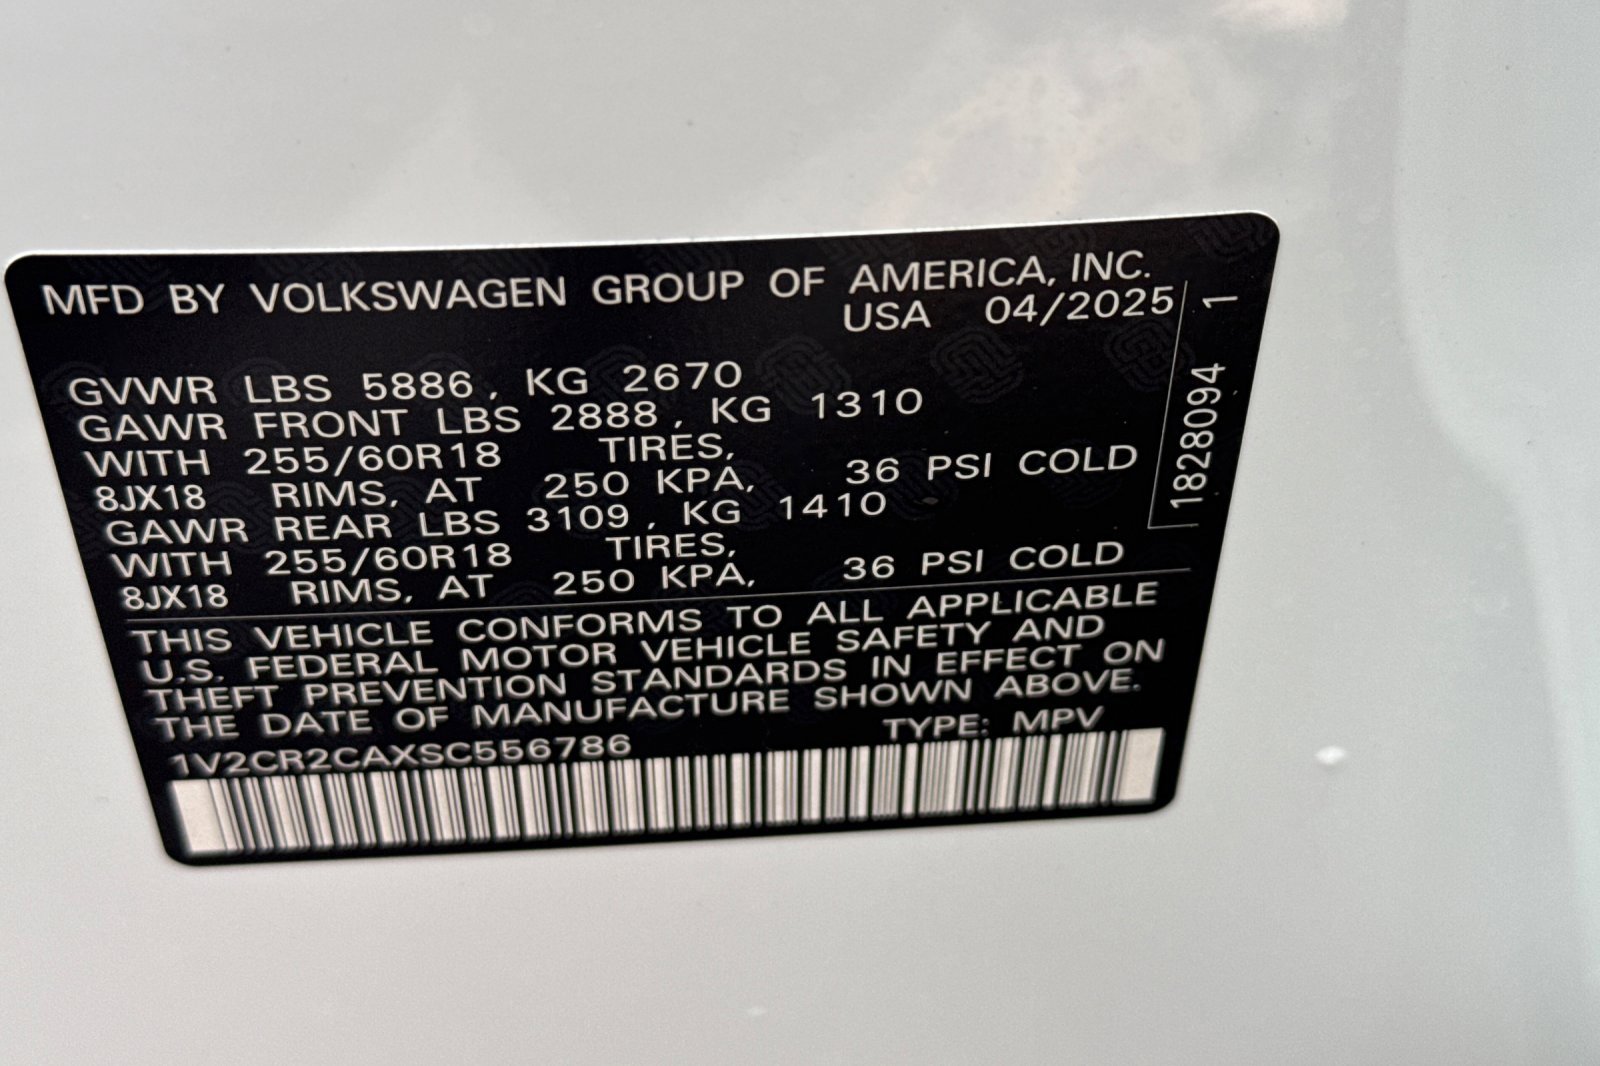 MFD BY VOLKSWAGEN GROUP OF AMERICA, INC.
USA 04/2025
GVWR LBS 5886, KG 2670
GAWR FRONT LBS 2888, KG 1310
WITH 255/60R18 TIRES,
8JX18 RIMS, AT 250 KPA, 36 PSI COLD
GAWR REAR LBS 3109, KG 1410
WITH 255/60R18 TIRES,
8JX18 RIMS, AT 250 KPA, 36 PSI COLD
THIS VEHICLE CONFORMS TO ALL APPLICABLE
U.S. FEDERAL MOTOR VEHICLE SAFETY AND
THEFT PREVENTION STANDARDS IN EFFECT ON
THE DATE OF MANUFACTURE SHOWN ABOVE.
1V2CR2CAXSC556786 TYPE: MPV
1828094 1